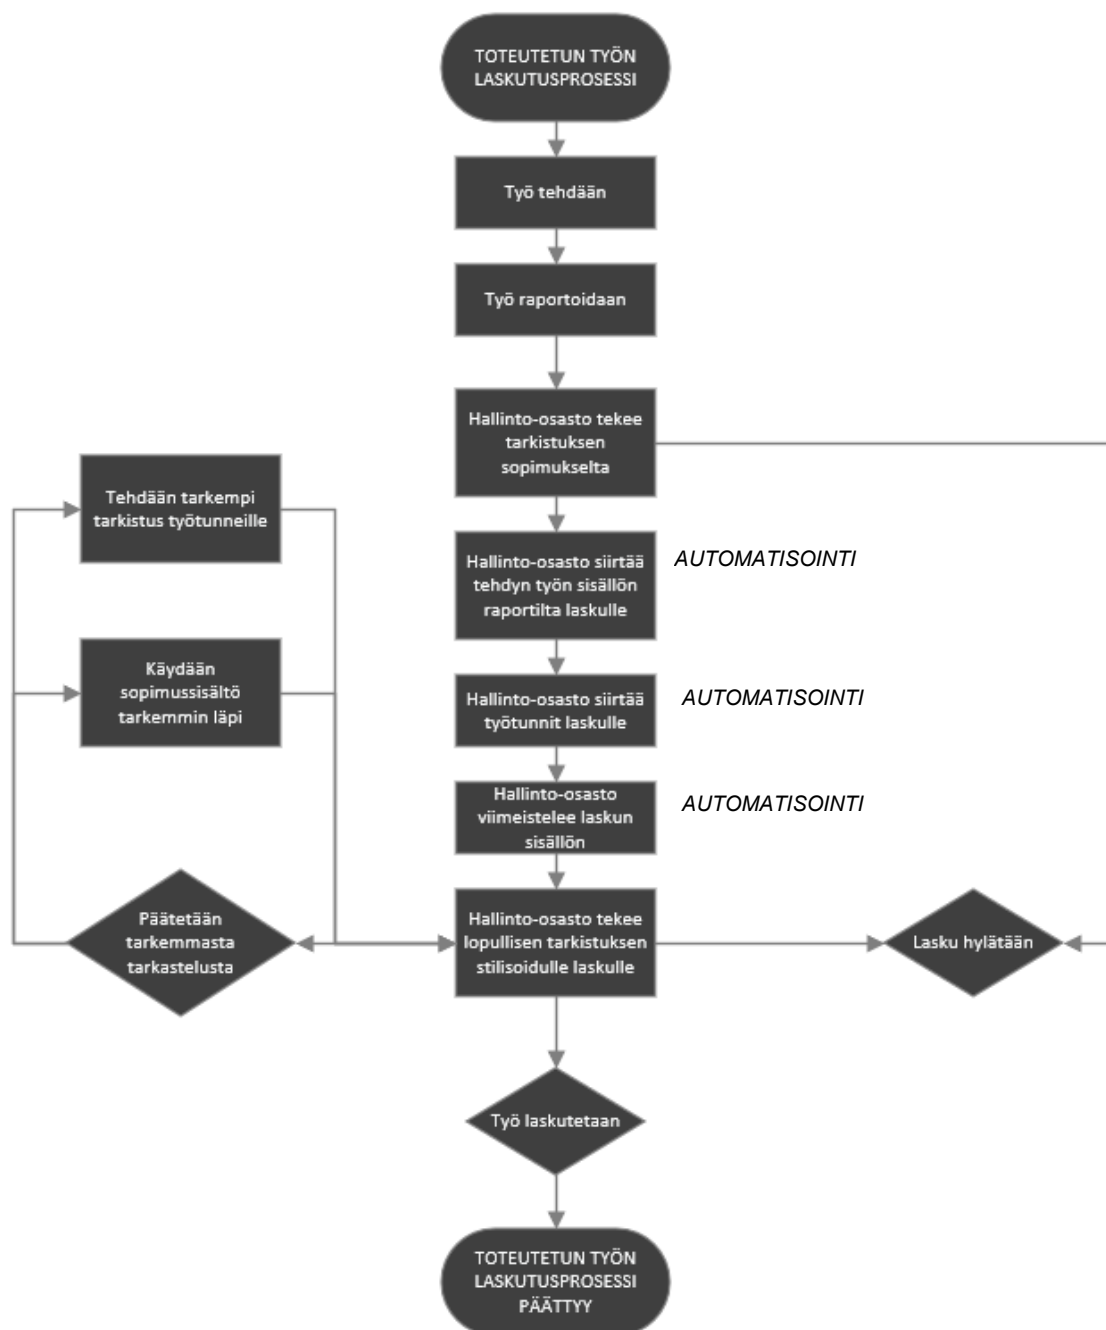 TOTEUTETUN TYÖN
LASKUTUSPROSESSI
Työ tehdään
Työ raportoidaan
Hallinto-osasto tekee
tarkistuksen
sopimukselta
Tehdään tarkempi
tarkistus työtunneille
Hallinto-osasto siirtää
tehdyn työn sisällön
raportilta laskulle
AUTOMATISOINTI
Käydään
sopimussisältö
tarkemmin läpi
Hallinto-osasto siirtää
työtunnit laskulle
AUTOMATISOINTI
Hallinto-osasto
viimeistelee laskun
sisällön
AUTOMATISOINTI
Päätetään
tarkemmasta
tarkastelusta
Hallinto-osasto tekee
lopullisen tarkistuksen
stilisoidulle laskulle
Lasku hylätään
Työ laskutetaan
TOTEUTETUN TYÖN
LASKUTUSPROSESSI
PÄÄTTYY